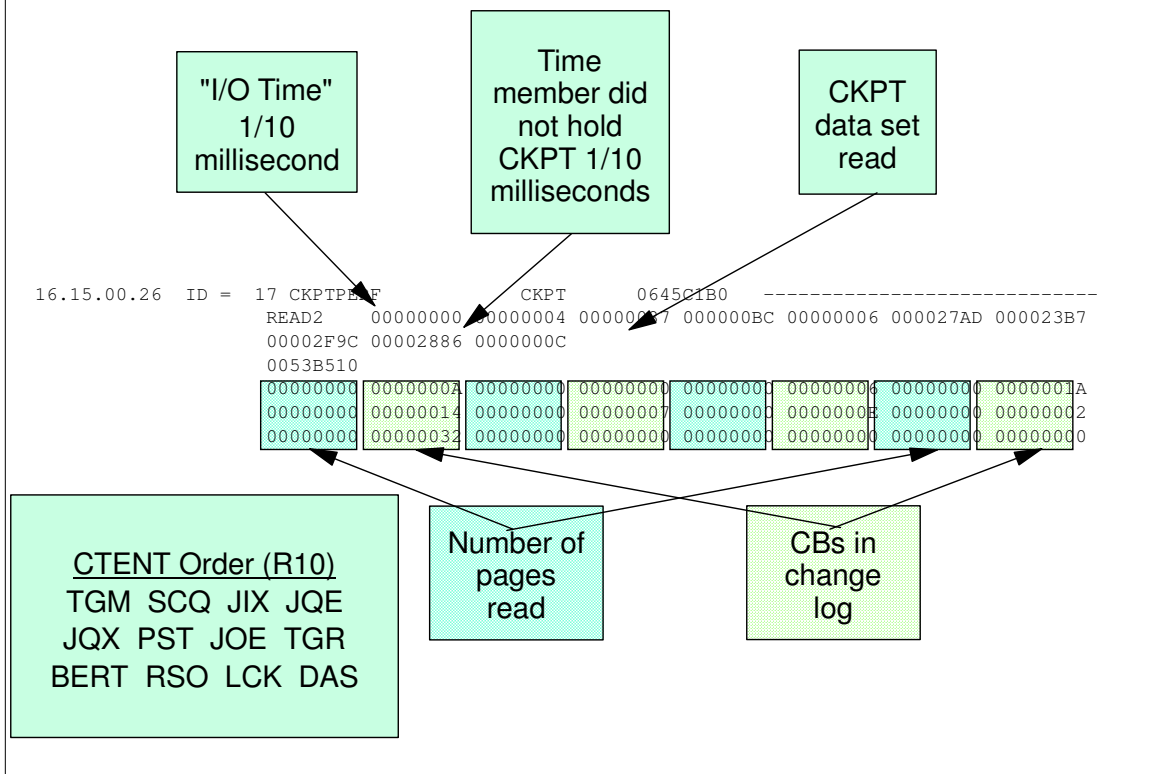 "I/O Time"
1/10
millisecond
Time
member did
not hold
CKPT 1/10
milliseconds
CKPT
data set
read
16.15.00.26 ID = 17 CKPTPERF CKPT 0645C1B0 -----------------------------
READ2 00000000 00000004 00000037 000000BC 00000006 000027AD 000023B7
00002F9C 00002886 0000000C
0053B510
00000000 0000000A 00000000 00000000 00000000 00000006 00000000 0000001A
00000000 00000014 00000000 00000007 00000000 0000000E 00000000 00000002
00000000 00000032 00000000 00000000 00000000 00000000 00000000 00000000
Number of
pages
read
CBs in
change
log
CTENT Order (R10)
TGM SCQ JIX JQE
JQX PST JOE TGR
BERT RSO LCK DAS